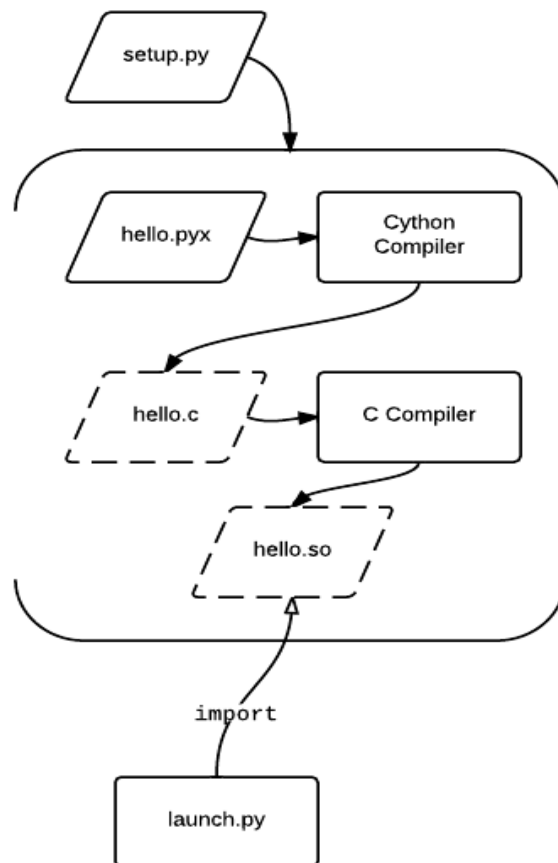 setup.py
hello.pyx
Cython
Compiler
hello.c
C Compiler
hello.so
import
launch.py